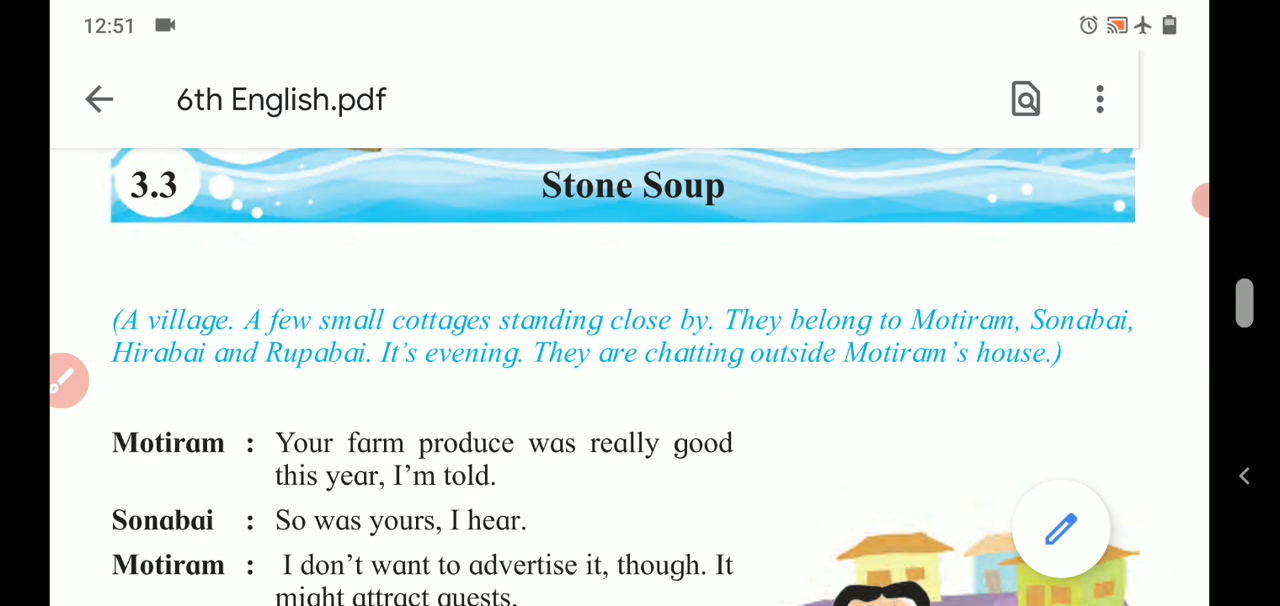 12:51
6th English.pdf
3.3 Stone Soup
(A village. A few small cottages standing close by. They belong to Motiram, Sonabai,
Hirabai and Rupabai. It's evening. They are chatting outside Motiram's house.)
Motiram : Your farm produce was really good
this year, I'm told.
Sonabai : So was yours, I hear.
Motiram : I don't want to advertise it, though. It
might attract guests.